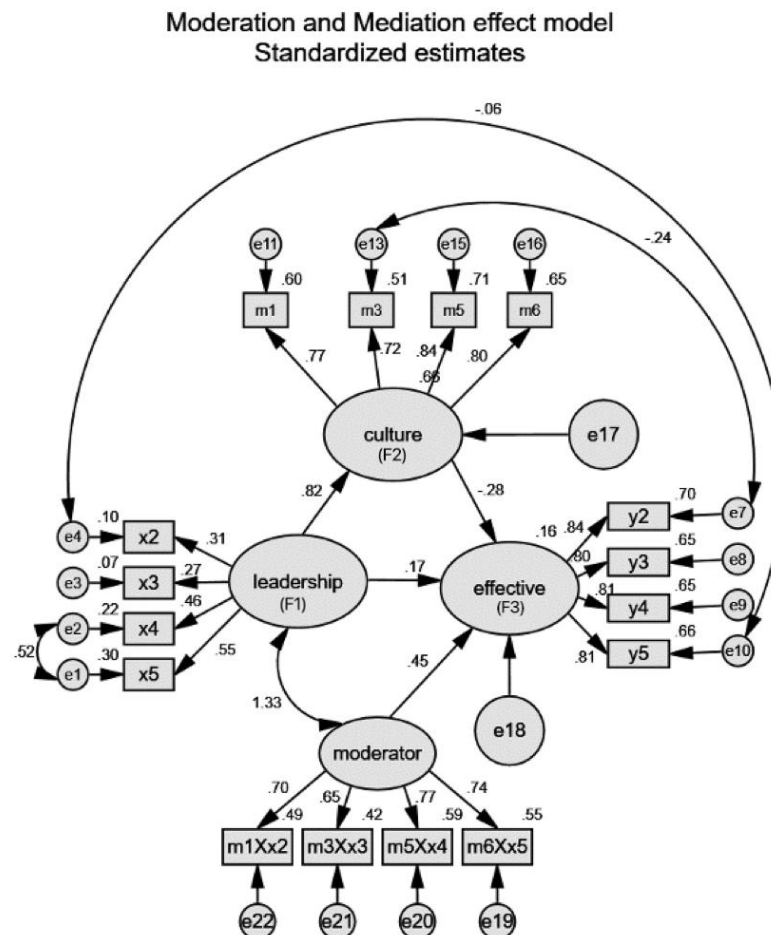 Moderation and Mediation effect model
Standardized estimates
-.06
-.24
e11 e13 e15 e16
.60 .51 .71 .65
m1 m3 m5 m6
.77 .72 .84 .80
.66
culture
(F2)
e17
.82 -.28
e4 .10 x2 .31
e3 .07 x3 .27
e2 .22 x4 .46
.52
e1 .30 x5 .55
leadership
(F1)
.17
effective
(F3)
.16 .84 y2 .70 e7
.80 y3 .65 e8
.81 y4 .65 e9
.81 y5 .66 e10
.45
1.33
e18
moderator
.70 .65 .77 .74
.49 .42 .59 .55
m1Xx2 m3Xx3 m5Xx4 m6Xx5
e22 e21 e20 e19